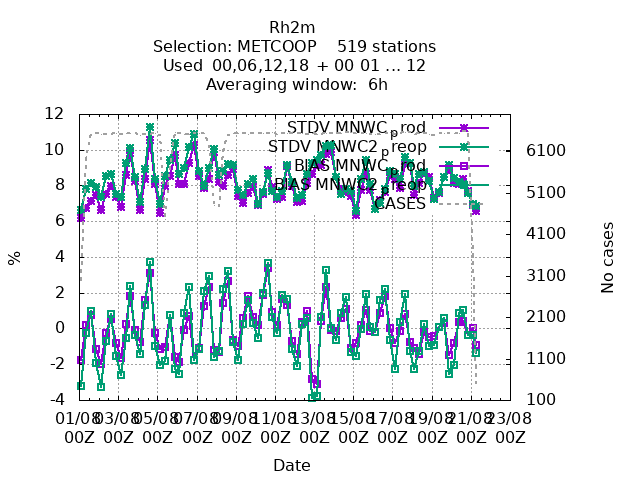 Rh2m
Selection: METCOOP 519 stations
Used 00,06,12,18 + 00 01 ... 12
Averaging window: 6h
12
10
8
6
4
2
0
-2
-4
%
STDV MNWC_prod
STDV MNWC2_preop
BIAS MNWC_prod
BIAS MNWC2_preop
CASES
6100
5100
4100
3100
2100
1100
100
No cases
01/08 03/08 05/08 07/08 09/08 11/08 13/08 15/08 17/08 19/08 21/08 23/08
00Z 00Z 00Z 00Z 00Z 00Z 00Z 00Z 00Z 00Z 00Z 00Z
Date